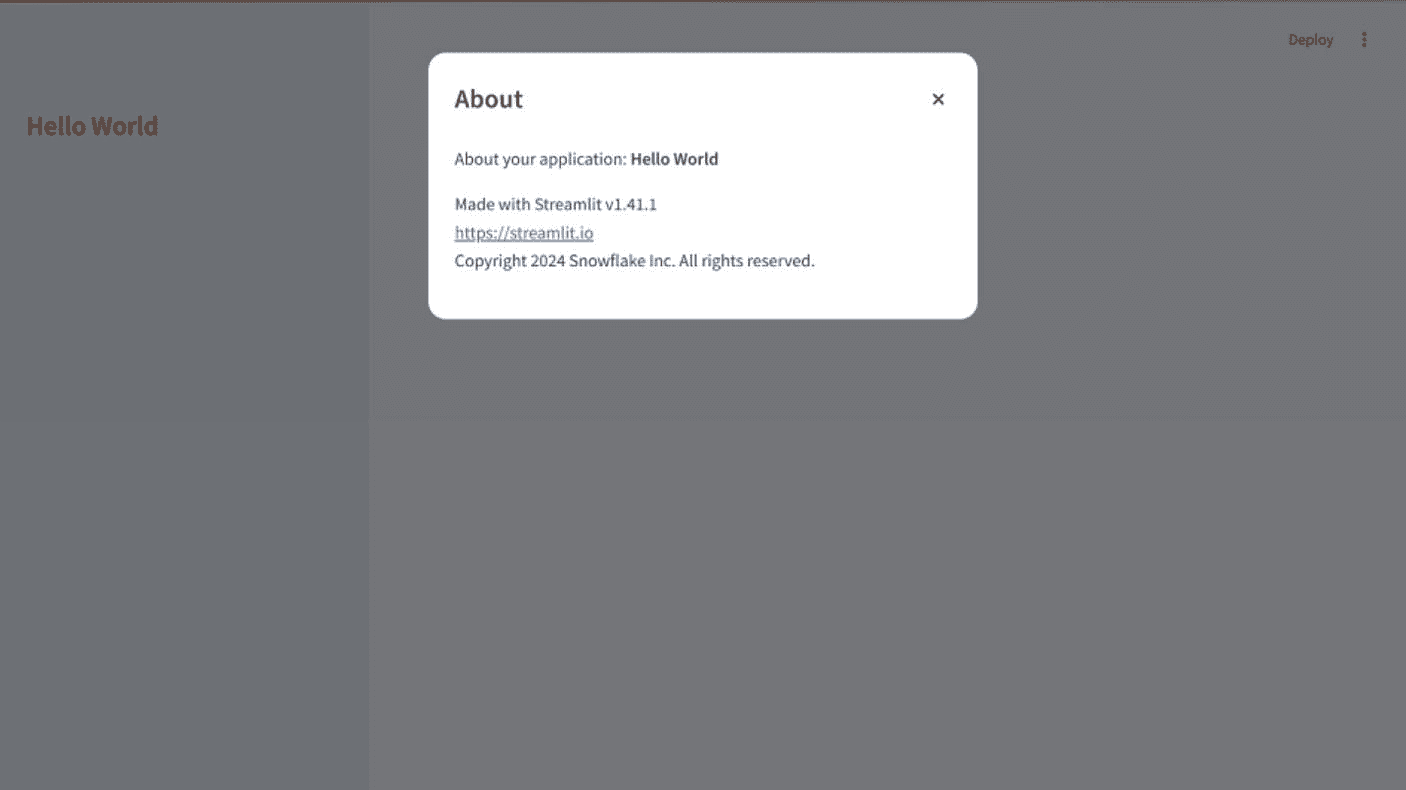 Deploy
Hello World
About
About your application: Hello World
Made with Streamlit v1.41.1
https://streamlit.io
Copyright 2024 Snowflake Inc. All rights reserved.